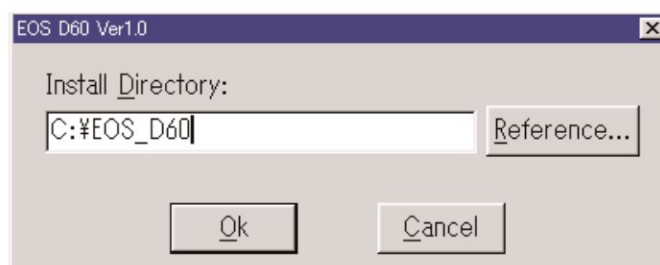 EOS D60 Ver1.0
Install Directory:
C:¥EOS_D60
Reference...
Ok
Cancel